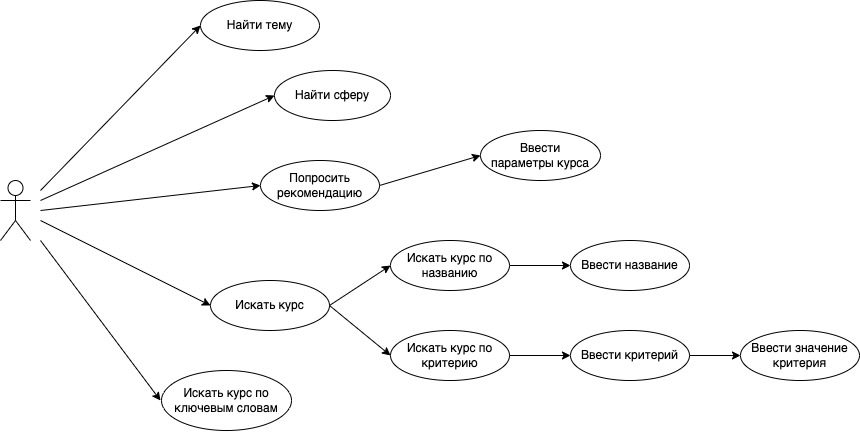 Найти тему
Найти сферу
Ввести
параметры курса
Попросить
рекомендацию
Искать курс по
названию
Ввести название
Искать курс
Искать курс по
критерию
Ввести критерий
Ввести значение
критерия
Искать курс по
ключевым словам